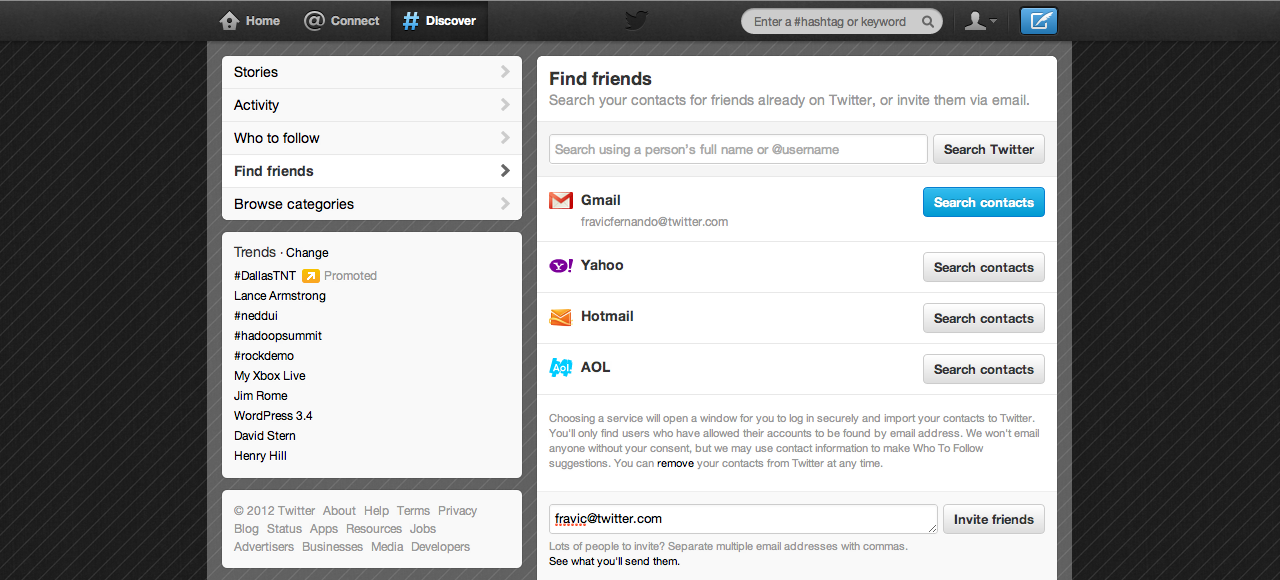 Home
Connect
Discover
Enter a #hashtag or keyword
Stories
Activity
Who to follow
Find friends
Browse categories
Trends · Change
#DallasTNT Promoted
Lance Armstrong
#neddui
#hadoopsummit
#rockdemo
My Xbox Live
Jim Rome
WordPress 3.4
David Stern
Henry Hill
© 2012 Twitter About Help Terms Privacy
Blog Status Apps Resources Jobs
Advertisers Businesses Media Developers
Find friends
Search your contacts for friends already on Twitter, or invite them via email.
Search using a person's full name or @username
Search Twitter
Gmail
fravicfernando@twitter.com
Search contacts
Y!
Yahoo
Search contacts
Hotmail
Search contacts
Aol.
AOL
Search contacts
Choosing a service will open a window for you to log in securely and import your contacts to Twitter.
You'll only find users who have allowed their accounts to be found by email address. We won't email
anyone without your consent, but we may use contact information to make Who To Follow
suggestions. You can remove your contacts from Twitter at any time.
fravic@twitter.com
Invite friends
Lots of people to invite? Separate multiple email addresses with commas.
See what you'll send them.